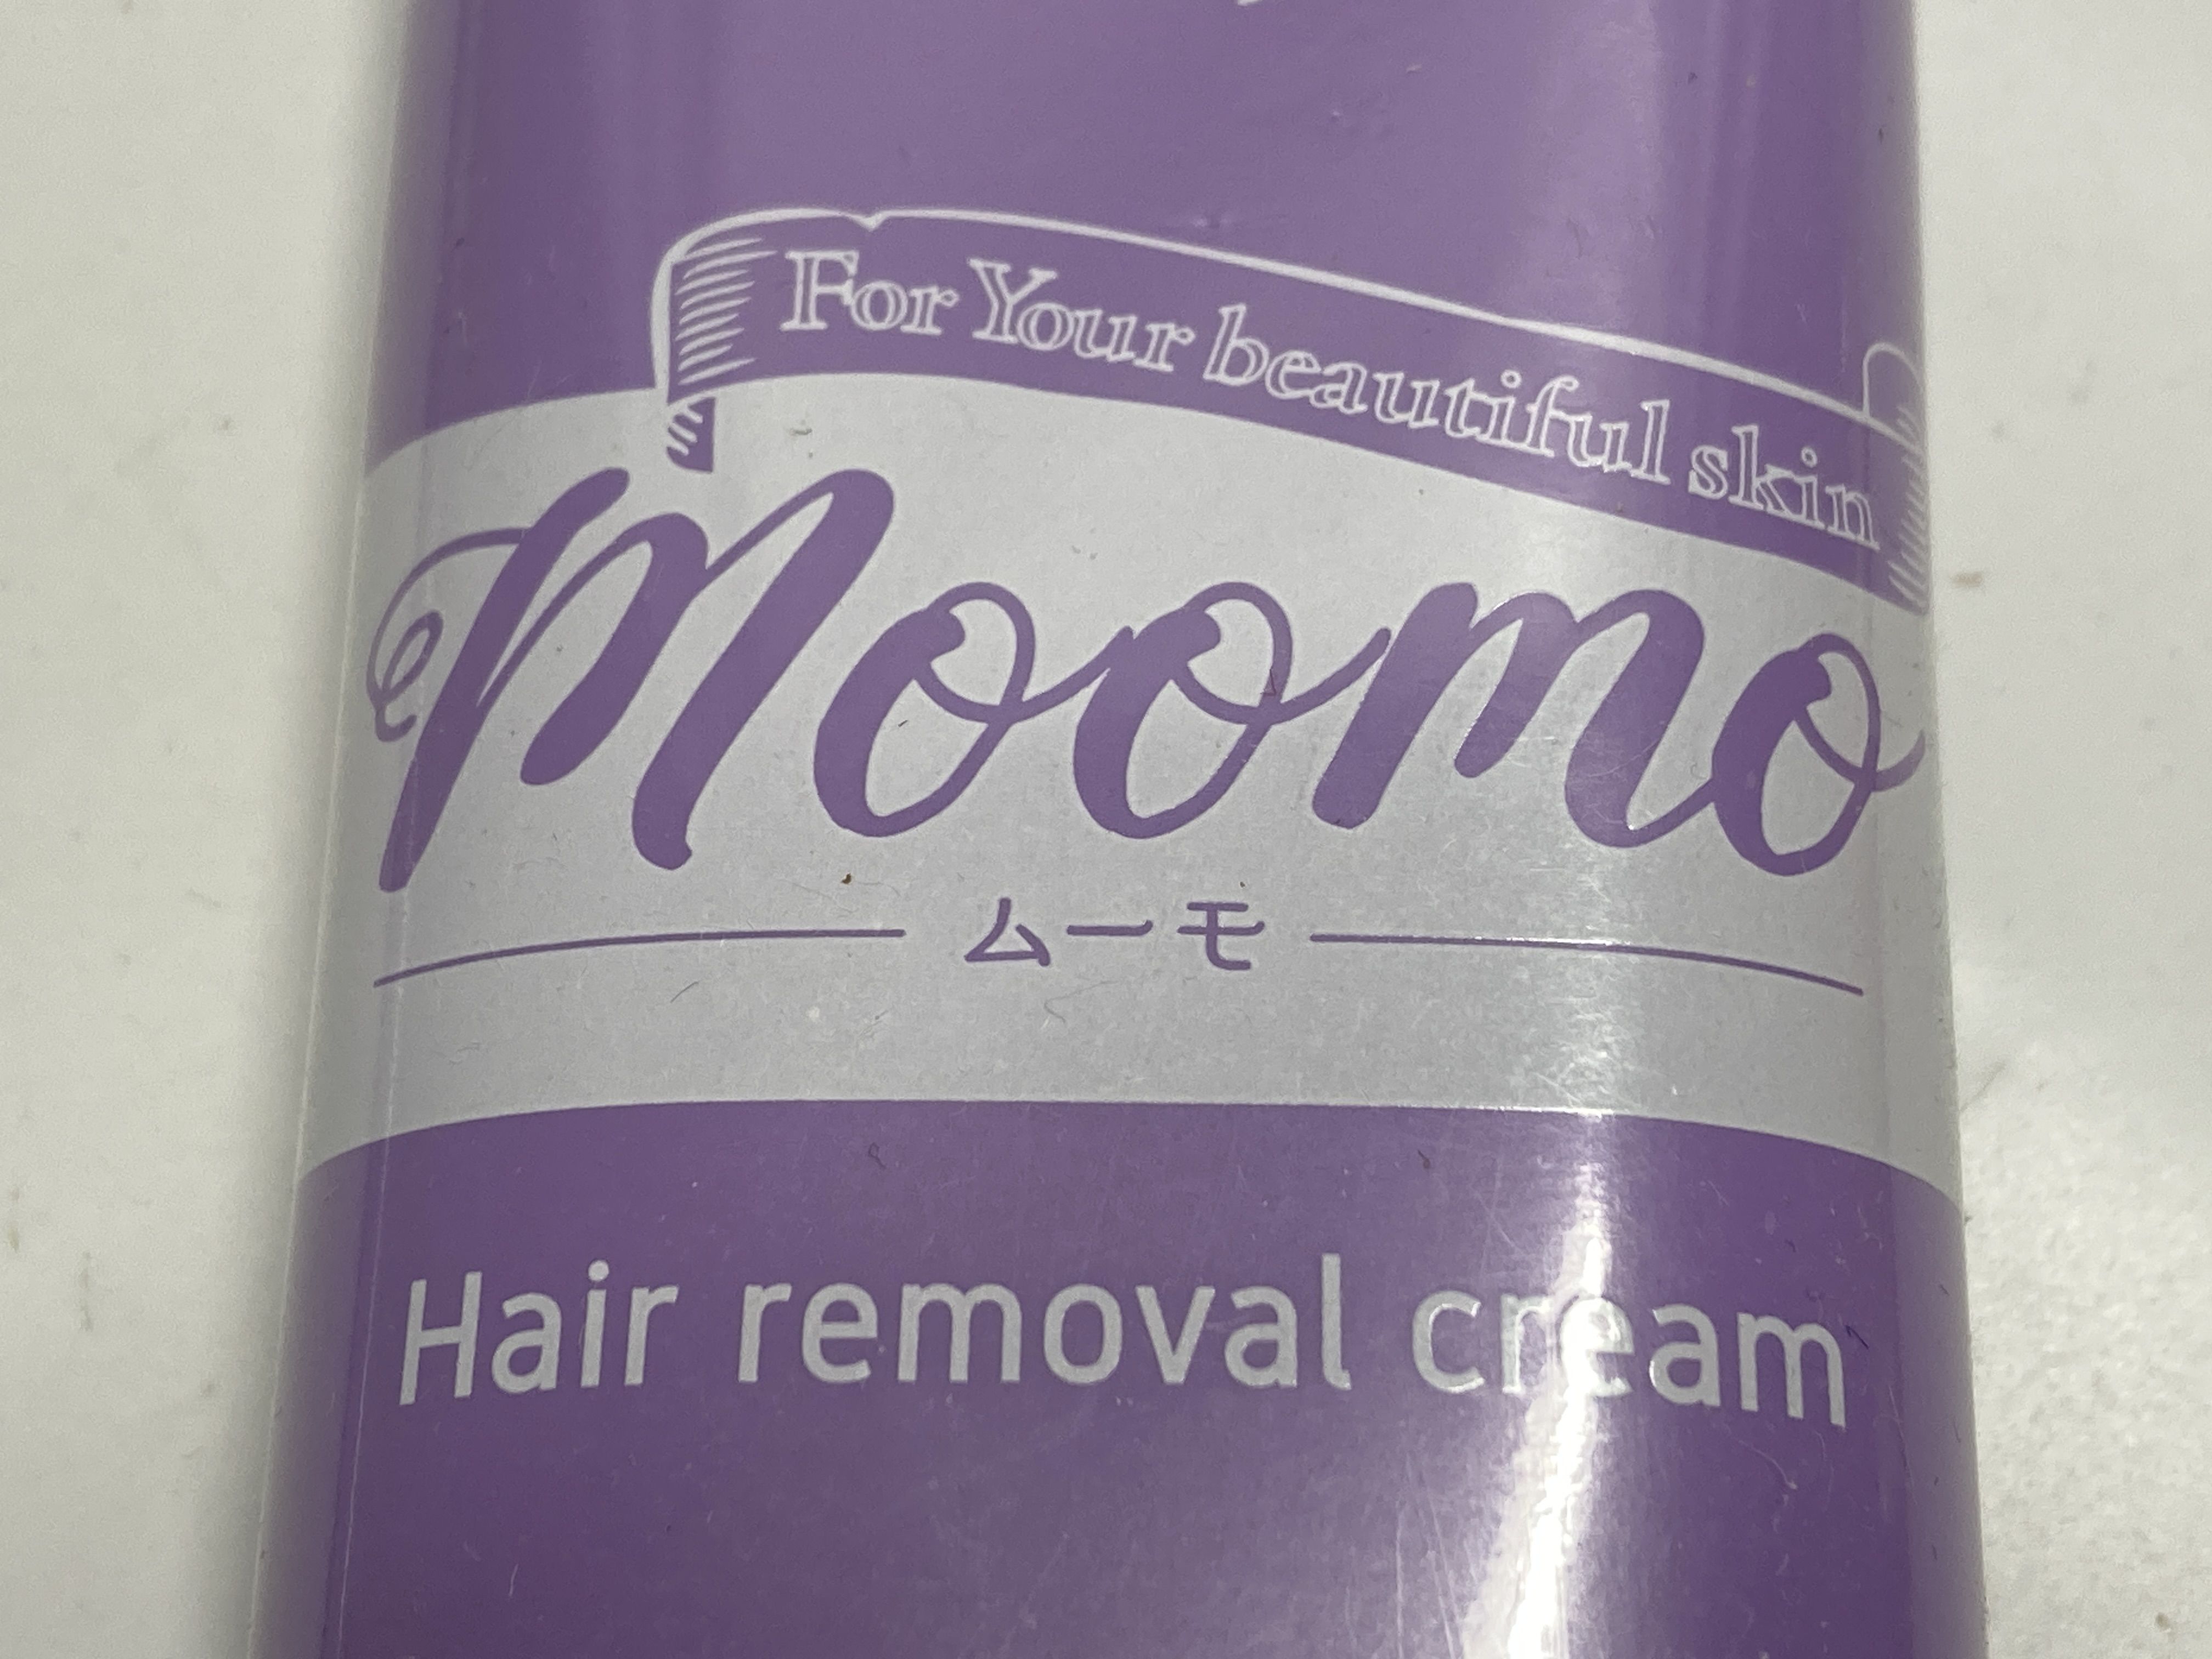 For Your beautiful skin
Moomo
ムーモ
Hair removal cream